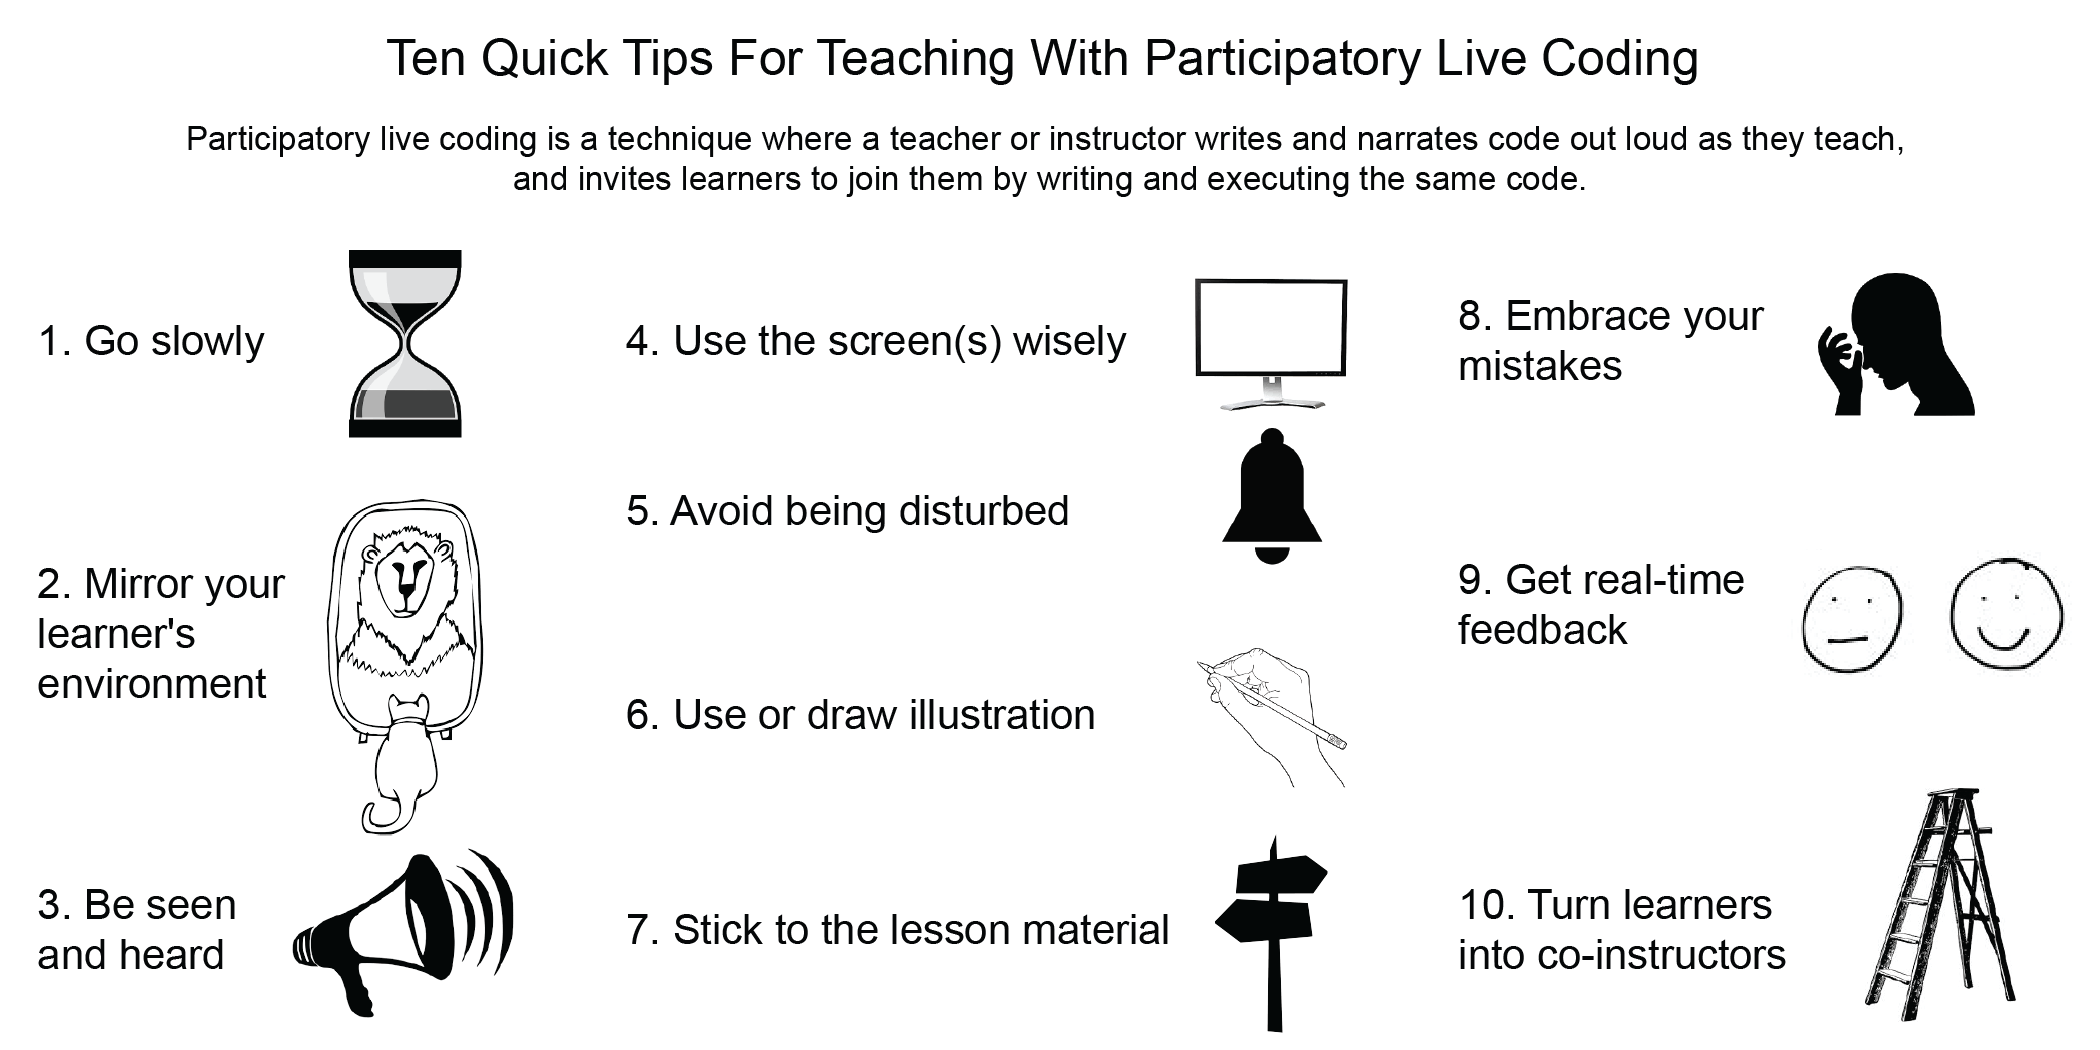 Ten Quick Tips For Teaching With Participatory Live Coding
Participatory live coding is a technique where a teacher or instructor writes and narrates code out loud as they teach,
and invites learners to join them by writing and executing the same code.
1. Go slowly
2. Mirror your
learner's
environment
3. Be seen
and heard
4. Use the screen(s) wisely
5. Avoid being disturbed
6. Use or draw illustration
7. Stick to the lesson material
8. Embrace your
mistakes
9. Get real-time
feedback
10. Turn learners
into co-instructors